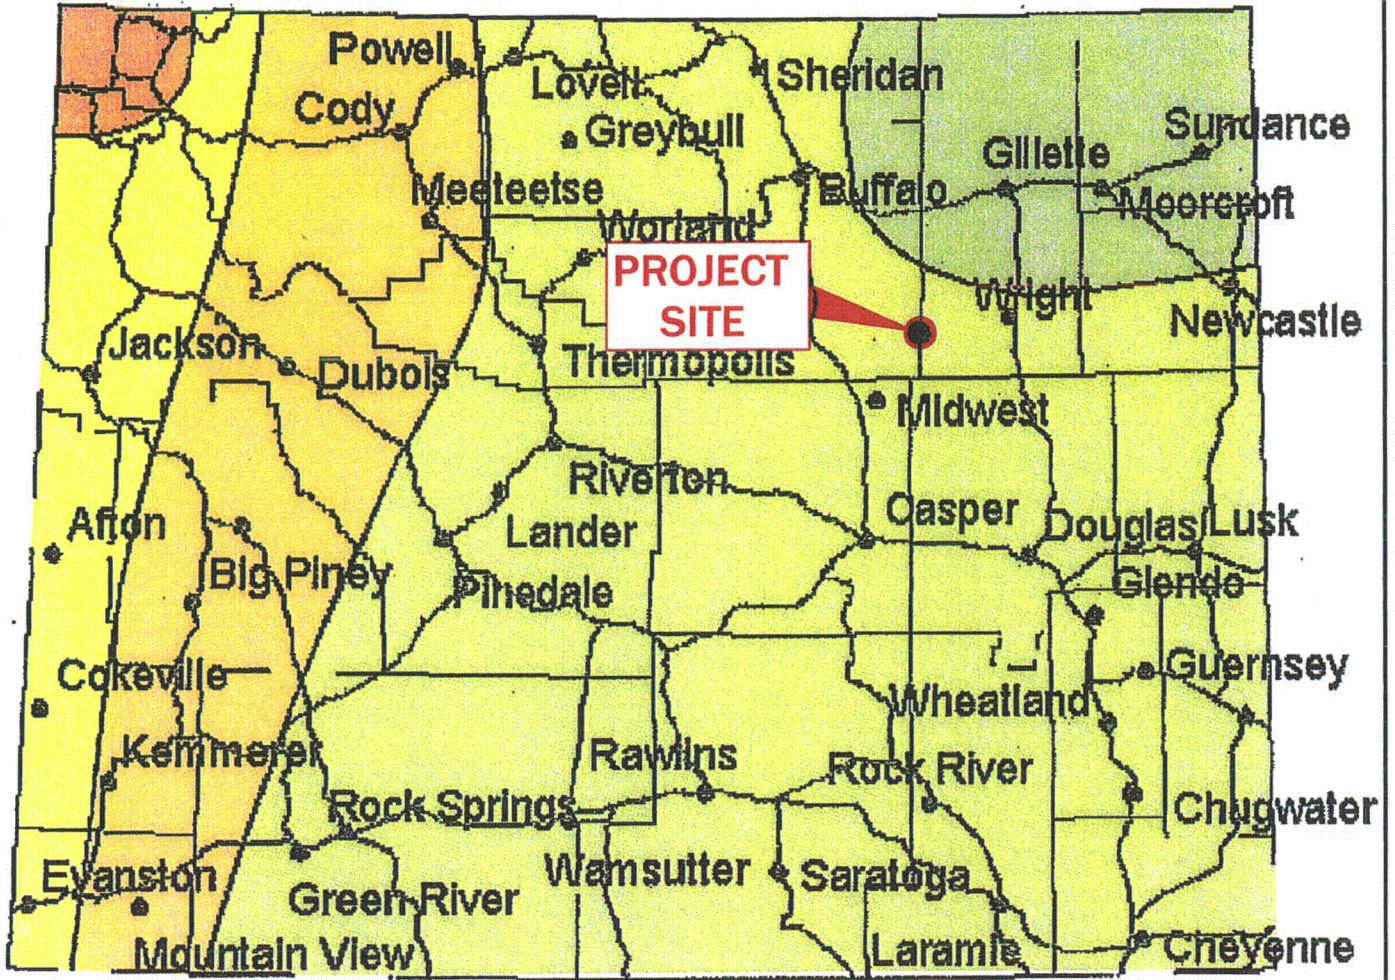 Powell
Lovell
Sheridan
Cody
Greybull
Sundance
Gillette
Meeteetse
Buffalo
Moorcroft
Worland
PROJECT
SITE
Wright
Newcastle
Jackson
Thermopolis
Dubois
Midwest
Riverton
Casper
Afton
Lander
Douglas
Lusk
Big Piney
Pinedale
Glendo
Cokeville
Guernsey
Wheatland
Kemmerer
Rawlins
Rock River
Rock Springs
Chugwater
Evanston
Wamsutter
Saratoga
Green River
Mountain View
Laramie
Cheyenne